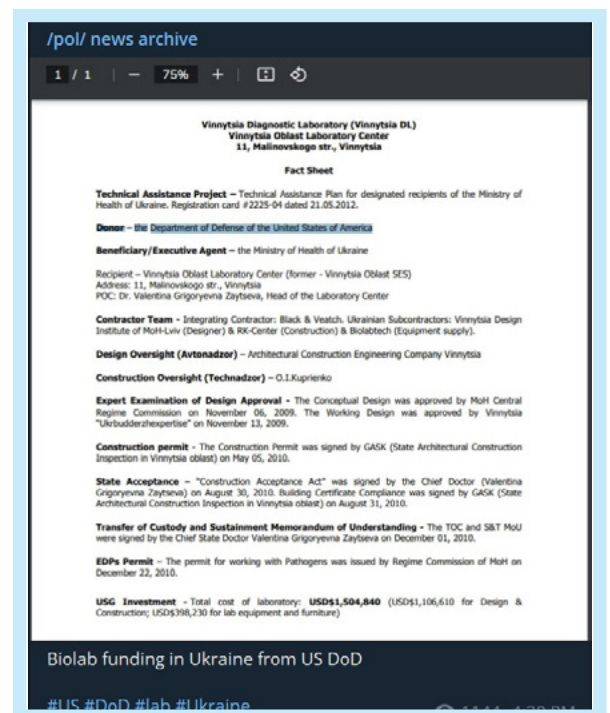 /pol/ news archive
1 / 1 | − 75% + |
Vinnytsia Diagnostic Laboratory (Vinnytsia DL)
Vinnytsia Oblast Laboratory Center
11, Malinovskogo str., Vinnytsia
Fact Sheet
Technical Assistance Project – Technical Assistance Plan for designated recipients of the Ministry of
Health of Ukraine. Registration card #2225-04 dated 21.05.2012.
Donor – the Department of Defense of the United States of America
Beneficiary/Executive Agent – the Ministry of Health of Ukraine
Recipient – Vinnytsia Oblast Laboratory Center (former - Vinnytsia Oblast SES)
Address: 11, Malinovskogo str., Vinnytsia
POC: Dr. Valentina Grigoryevna Zaytseva, Head of the Laboratory Center
Contractor Team - Integrating Contractor: Black & Veatch. Ukrainian Subcontractors: Vinnytsia Design
Institute of MoH-Lviv (Designer) & RK-Center (Construction) & Biolabtech (Equipment supply).
Design Oversight (Avtonadzor) – Architectural Construction Engineering Company Vinnytsia
Construction Oversight (Technadzor) – O.I.Kuprienko
Expert Examination of Design Approval - The Conceptual Design was approved by MoH Central
Regime Commission on November 06, 2009. The Working Design was approved by Vinnytsia
"Ukrbudderzhexpertise" on November 13, 2009.
Construction permit - The Construction Permit was signed by GASK (State Architectural Construction
Inspection in Vinnytsia oblast) on May 05, 2010.
State Acceptance – "Construction Acceptance Act" was signed by the Chief Doctor (Valentina
Grigoryevna Zaytseva) on August 30, 2010. Building Certificate Compliance was signed by GASK (State
Architectural Construction Inspection in Vinnytsia oblast) on August 31, 2010.
Transfer of Custody and Sustainment Memorandum of Understanding - The TOC and S&T MoU
were signed by the Chief State Doctor Valentina Grigoryevna Zaytseva on December 01, 2010.
EDPs Permit – The permit for working with Pathogens was issued by Regime Commission of MoH on
December 22, 2010.
USG Investment - Total cost of laboratory: USD$1,504,840 (USD$1,106,610 for Design &
Construction; USD$398,230 for lab equipment and furniture)
Biolab funding in Ukraine from US DoD
#US #DoD #lab #Ukraine